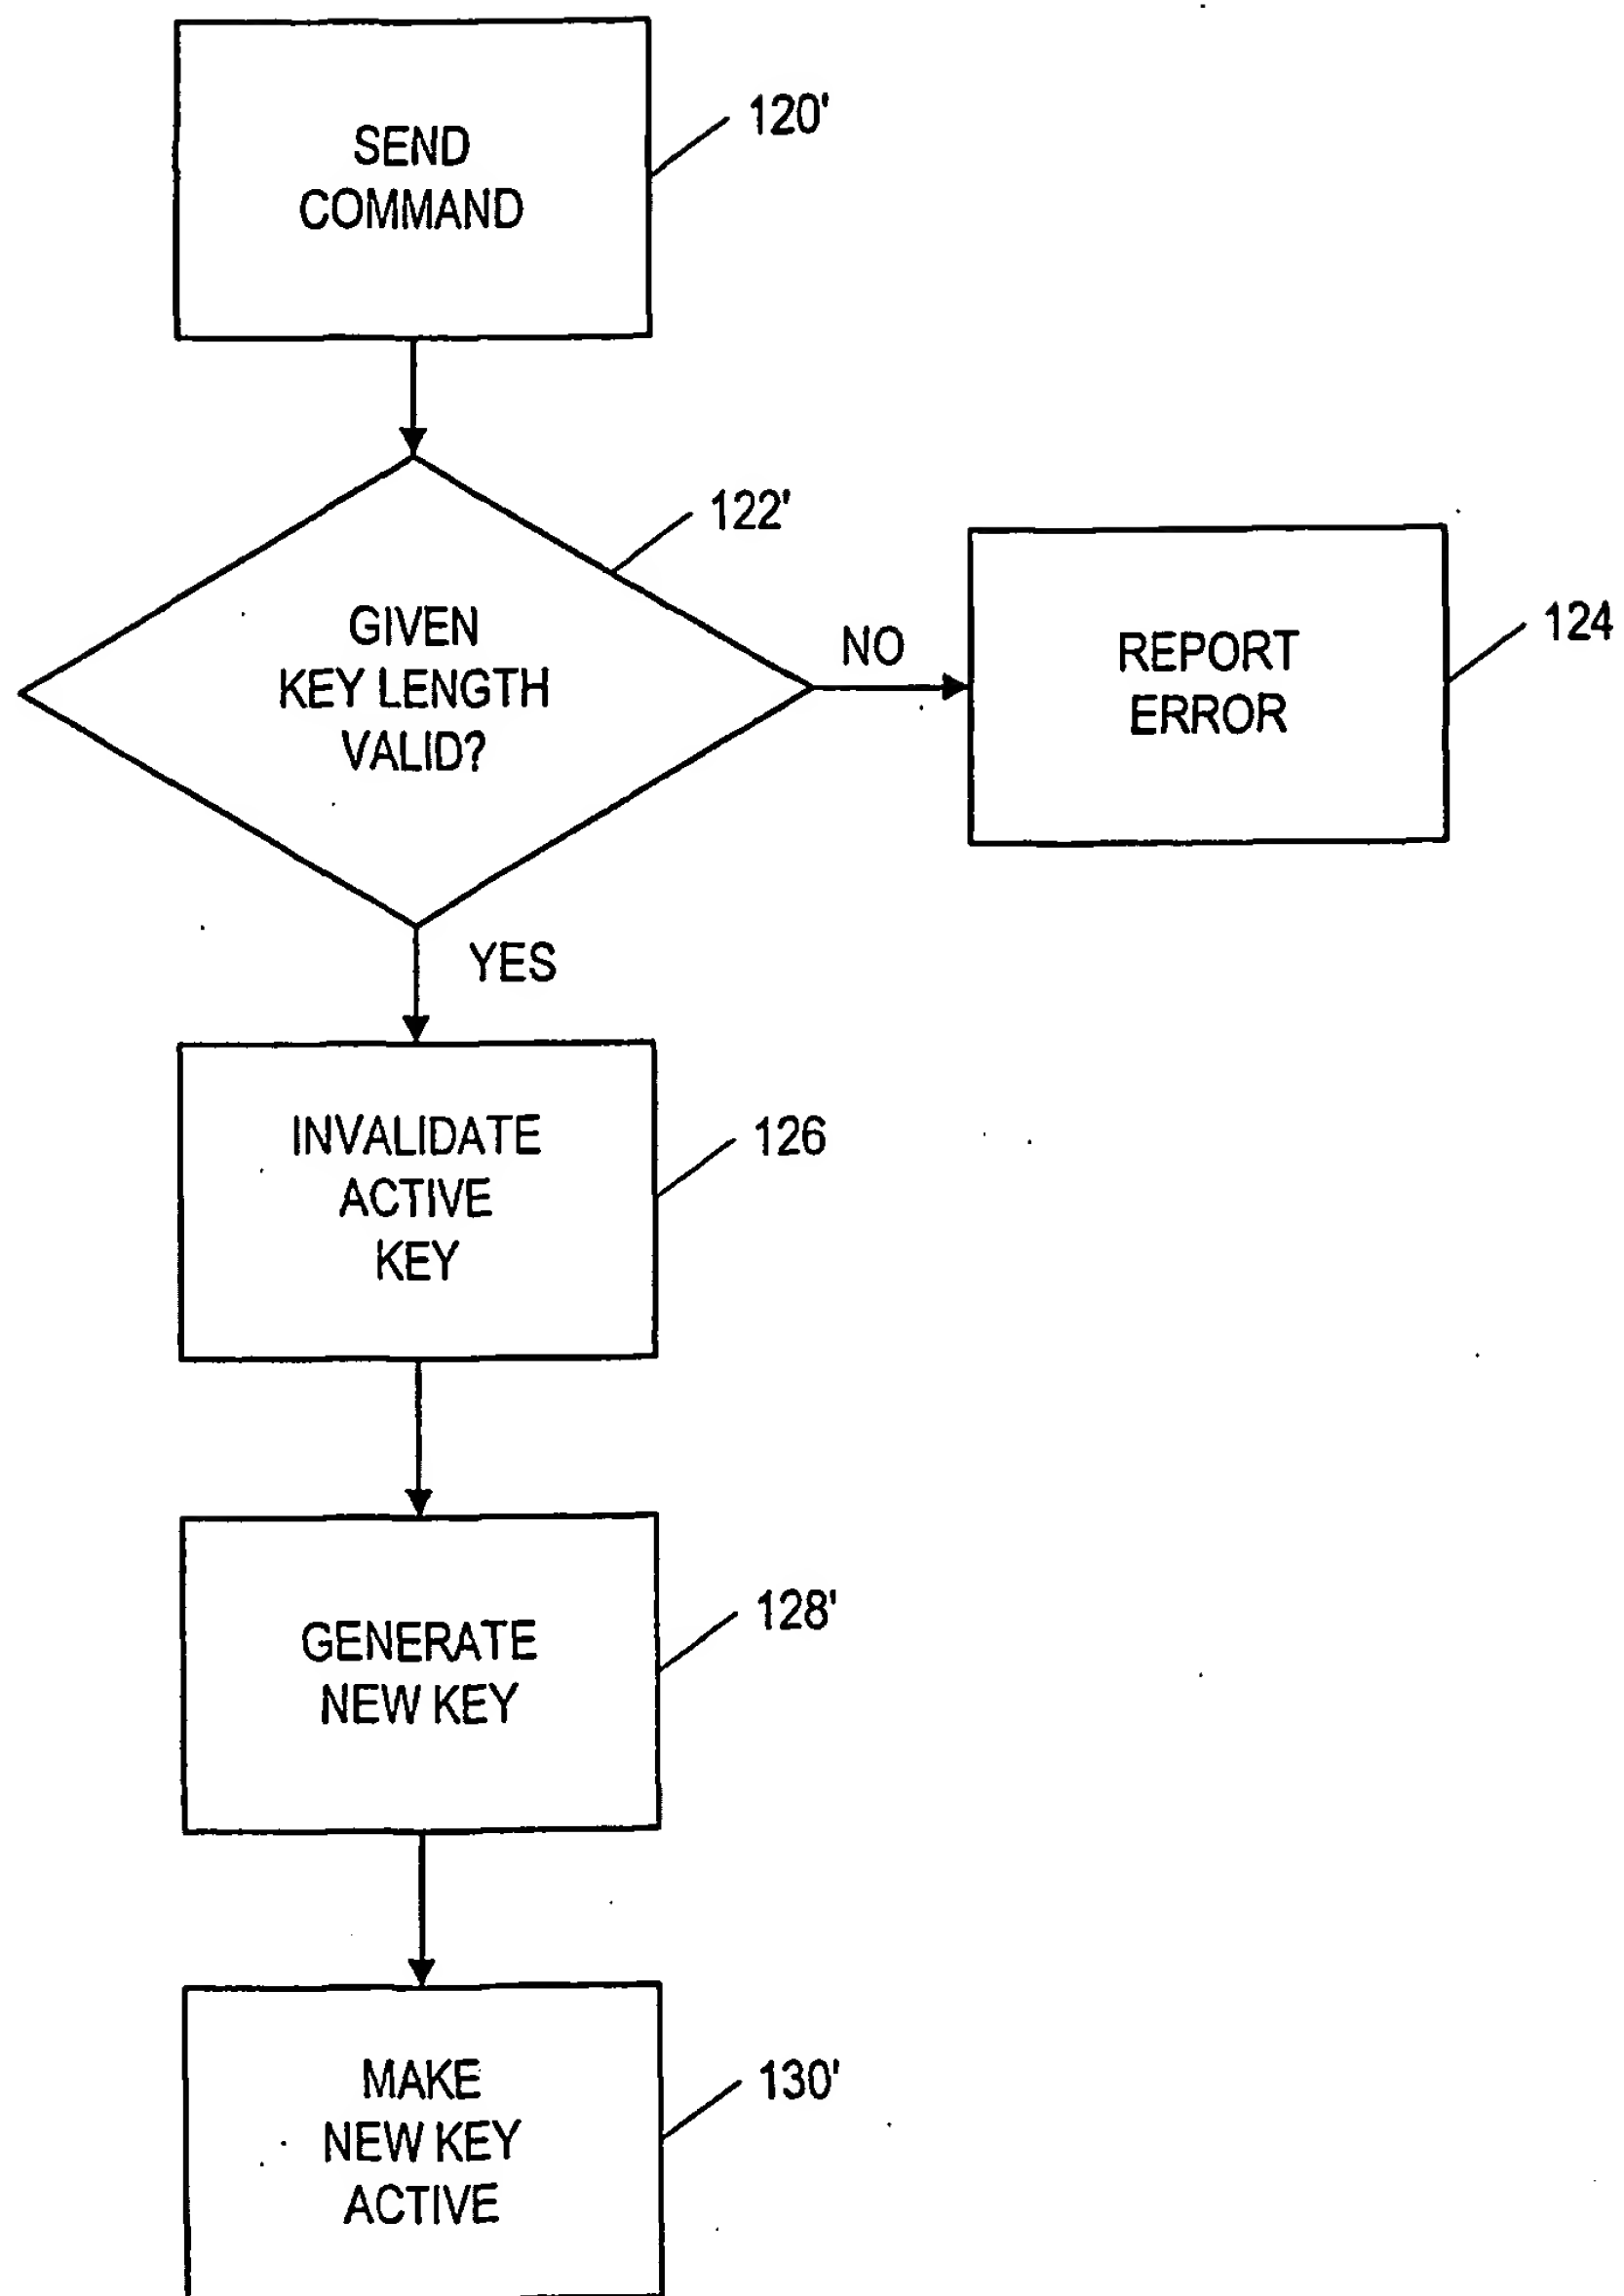 SEND
COMMAND
120'
122'
GIVEN
KEY LENGTH
VALID?
NO
REPORT
ERROR
124
YES
INVALIDATE
ACTIVE
KEY
126
GENERATE
NEW KEY
128'
MAKE
NEW KEY
ACTIVE
130'